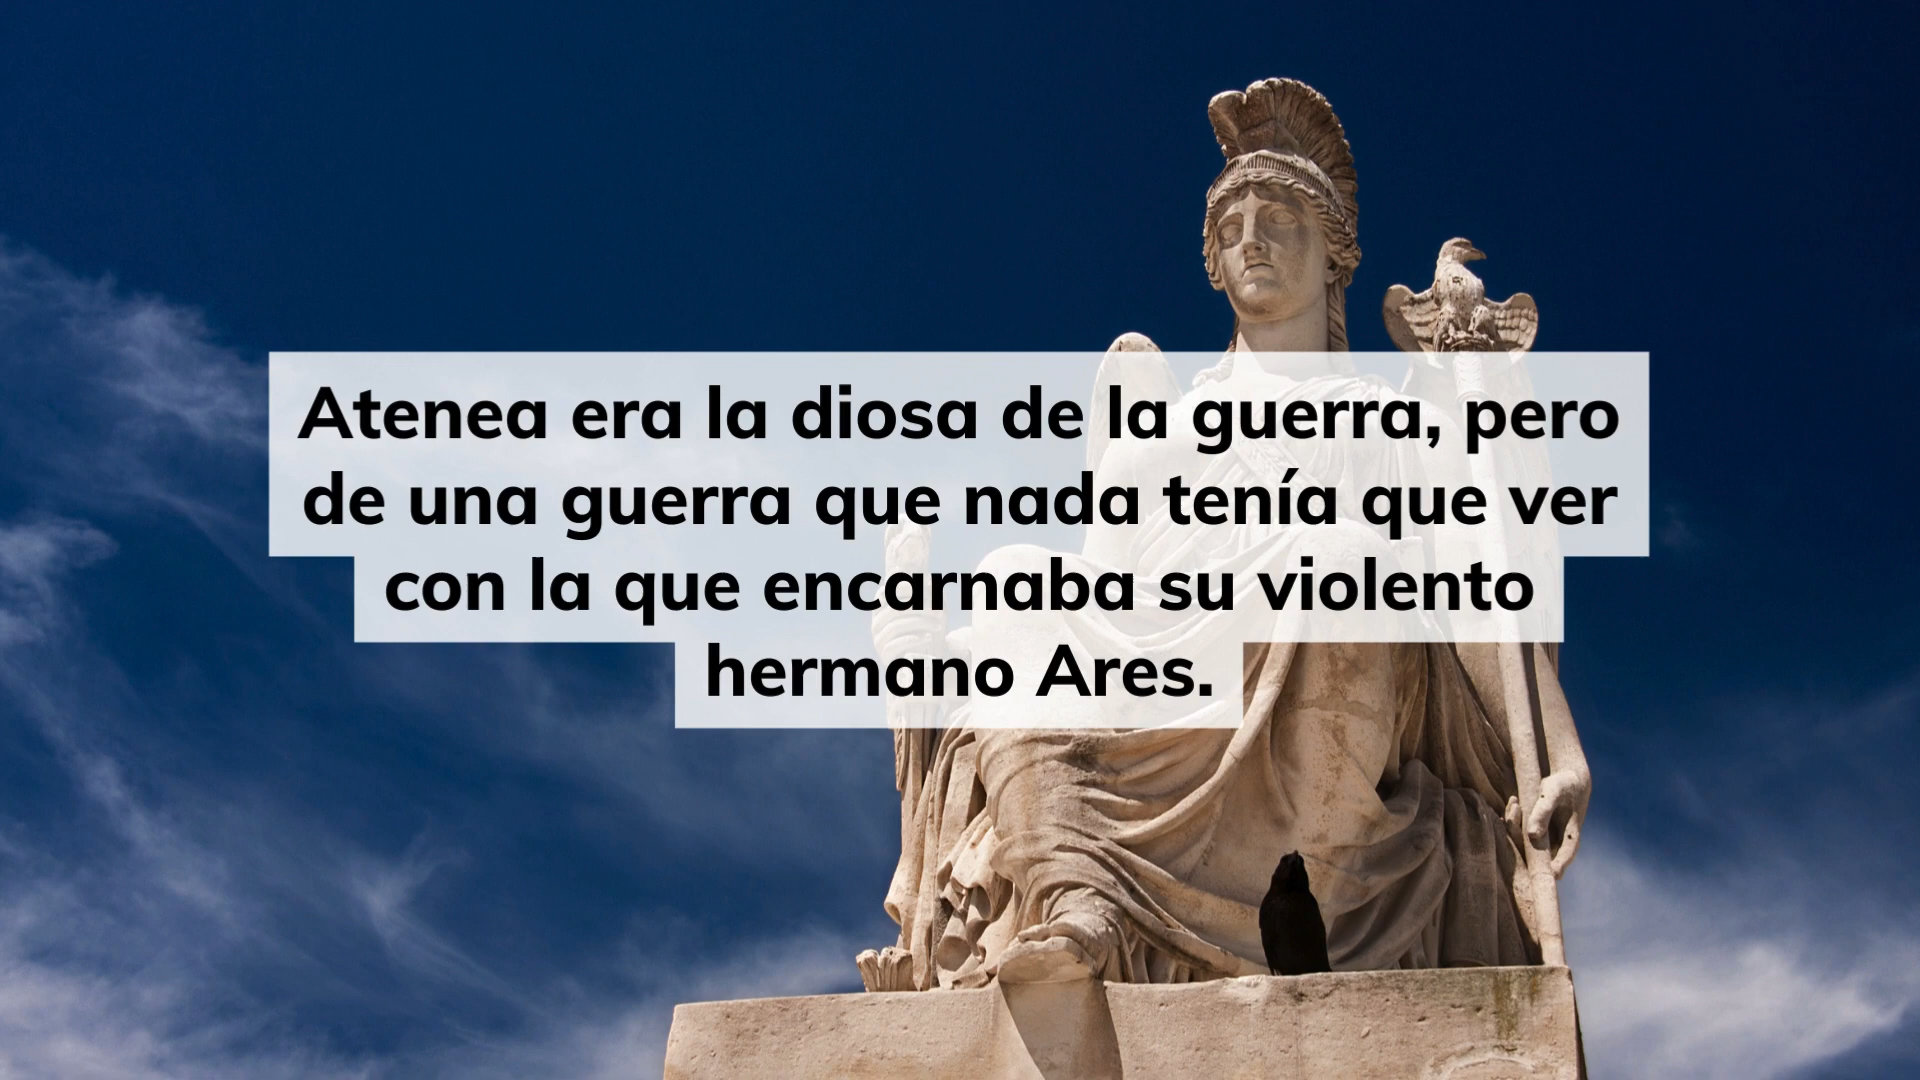 Atenea era la diosa de la guerra, pero
de una guerra que nada tenía que ver
con la que encarnaba su violento
hermano Ares.